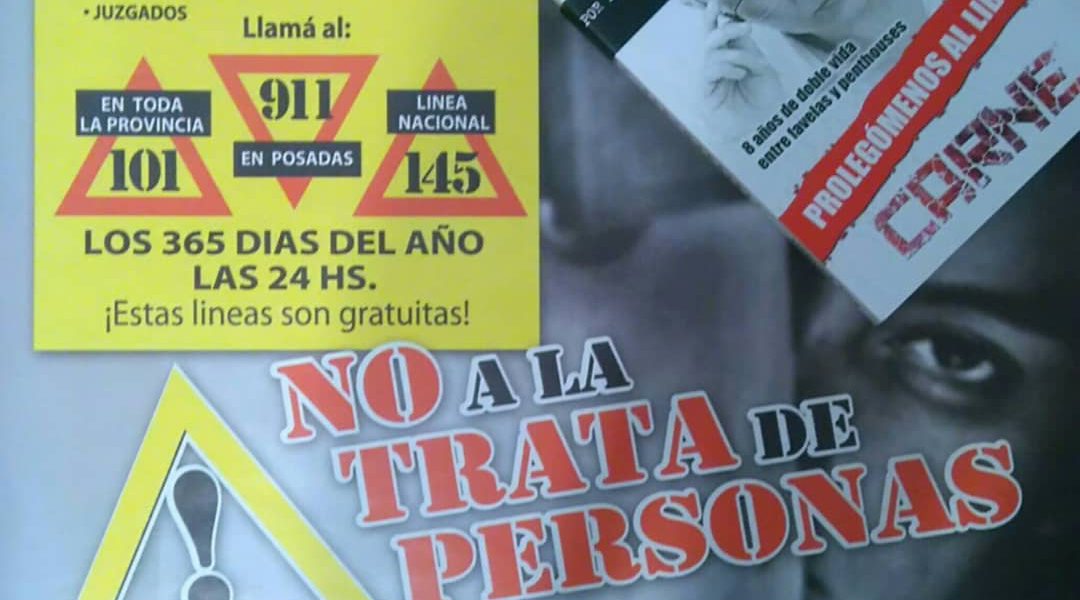 • JUZGADOS
Llamá al:
EN TODA
LA PROVINCIA
101
911
EN POSADAS
LINEA
NACIONAL
145
LOS 365 DIAS DEL AÑO
LAS 24 HS.
¡Estas lineas son gratuitas!
NO A LA
TRATA DE
PERSONAS
POR
8 años de doble vida
entre favelas y penthouses
PROLEGÓMENOS AL
CARNE